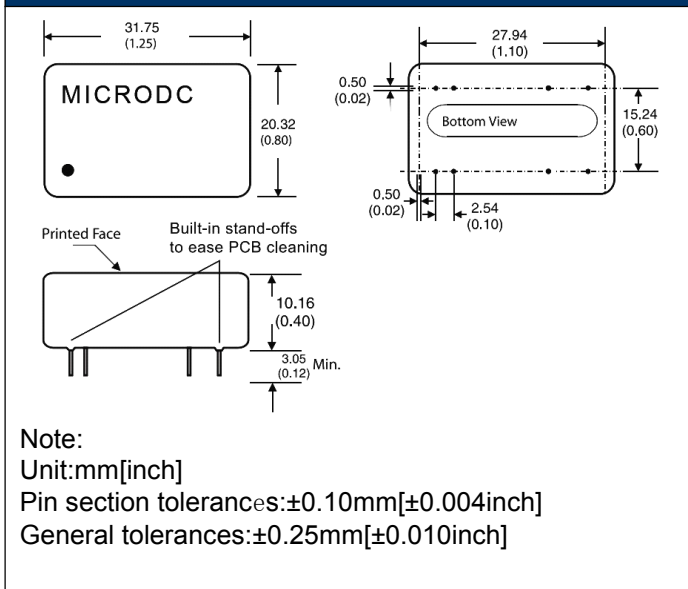 31.75
(1.25)
MICRODC
20.32
(0.80)
27.94
(1.10)
0.50
(0.02)
Bottom View
15.24
(0.60)
0.50
(0.02)
2.54
(0.10)
Printed Face
Built-in stand-offs
to ease PCB cleaning
10.16
(0.40)
3.05
(0.12)
Min.
Note:
Unit:mm[inch]
Pin section tolerances:±0.10mm[±0.004inch]
General tolerances:±0.25mm[±0.010inch]